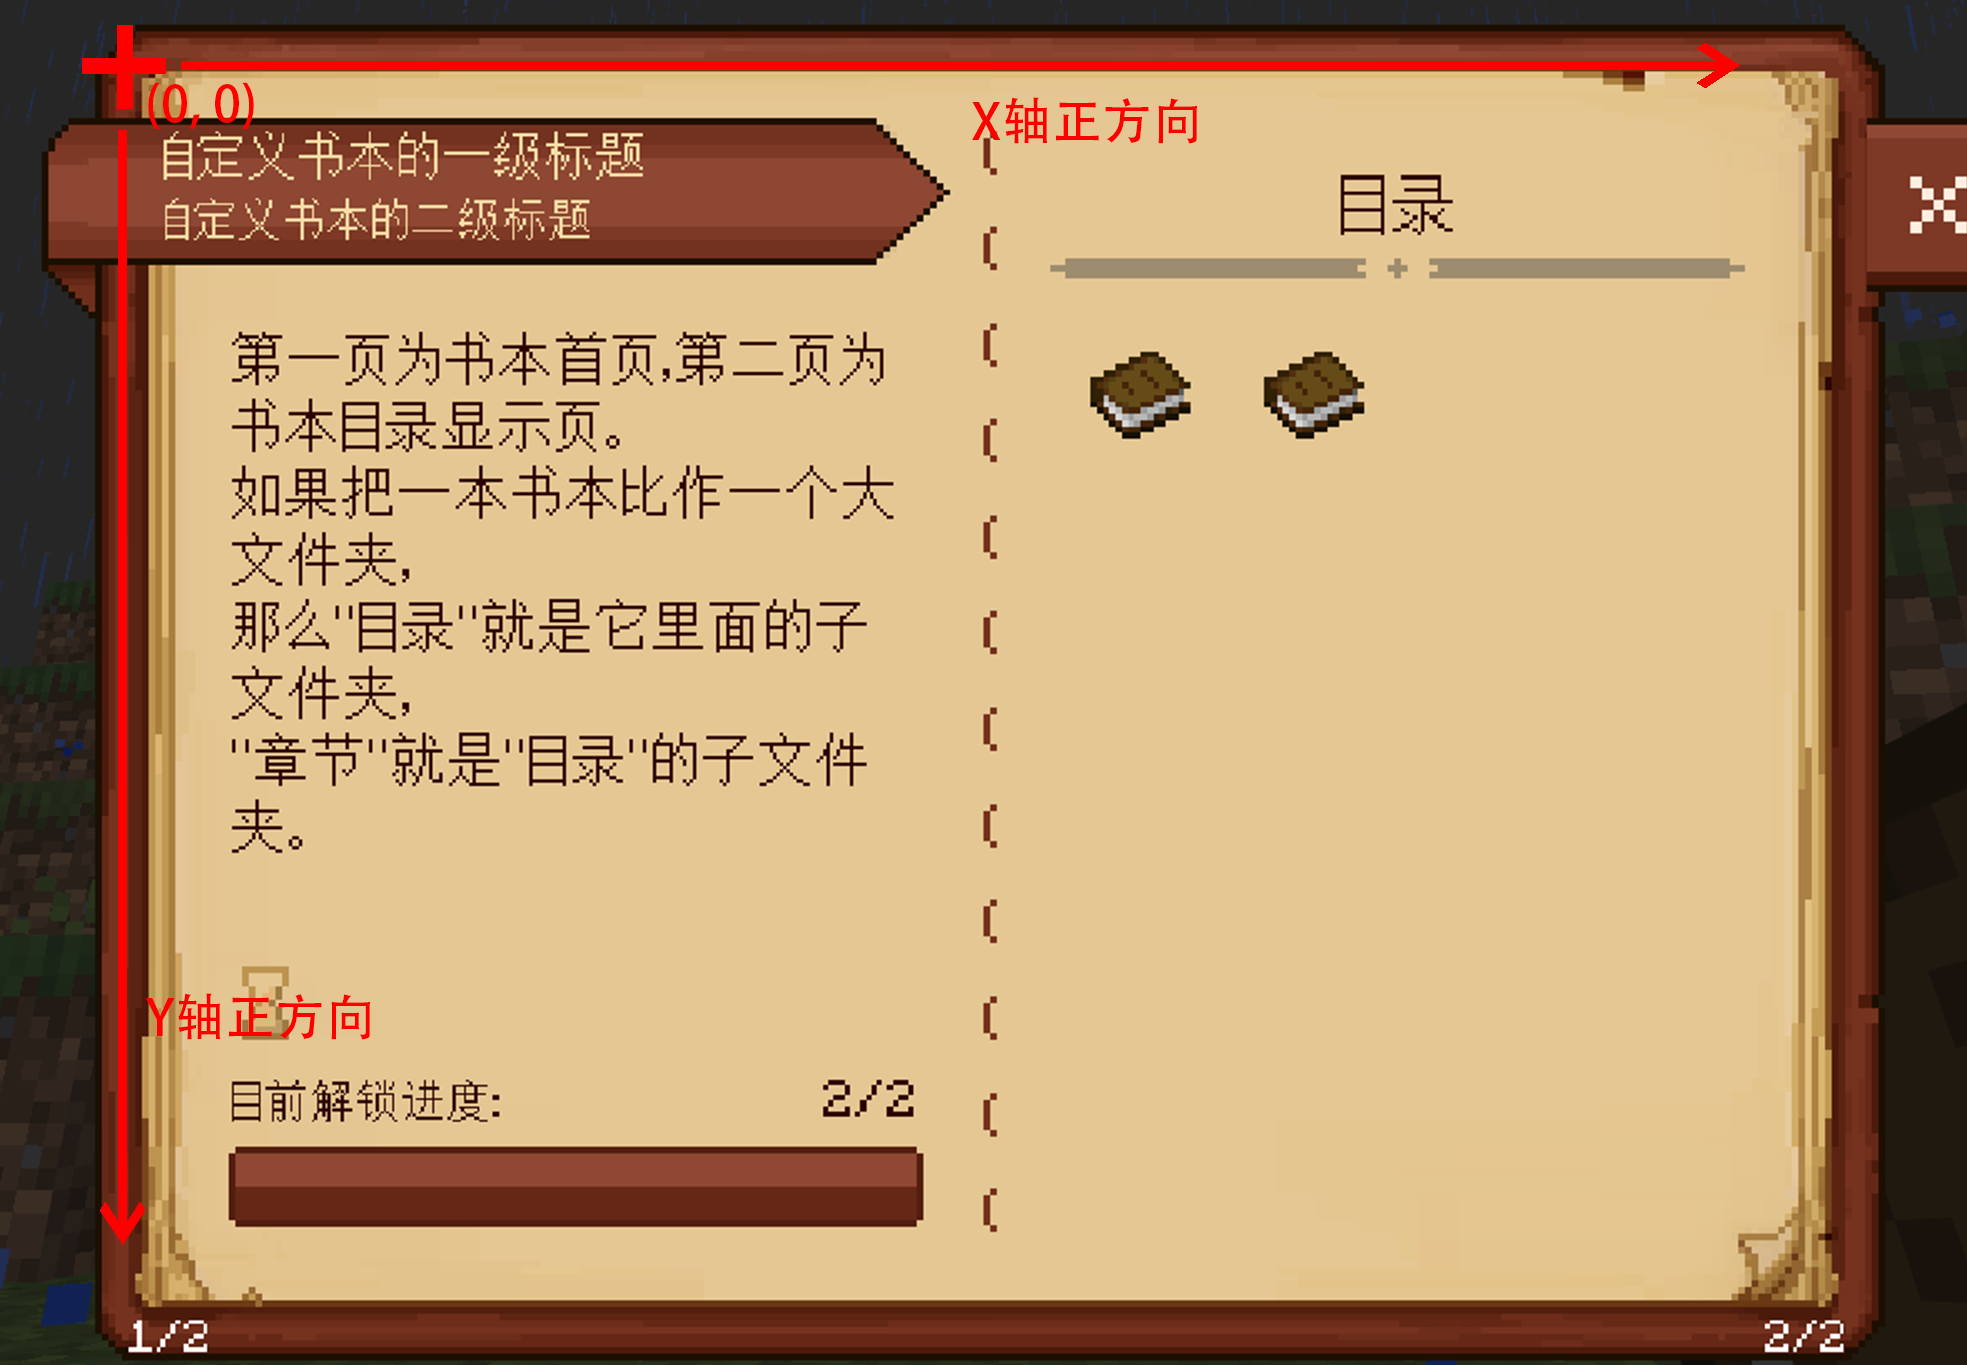 (0,0)
X轴正方向
自定义书本的一级标题
自定义书本的二级标题
第一页为书本首页,第二页为
书本目录显示页。
如果把一本书本比作一个大
文件夹,
那么"目录"就是它里面的子
文件夹,
"章节"就是"目录"的子文件
夹。
Y轴正方向
目前解锁进度:
2/2
1/2
目录
2/2